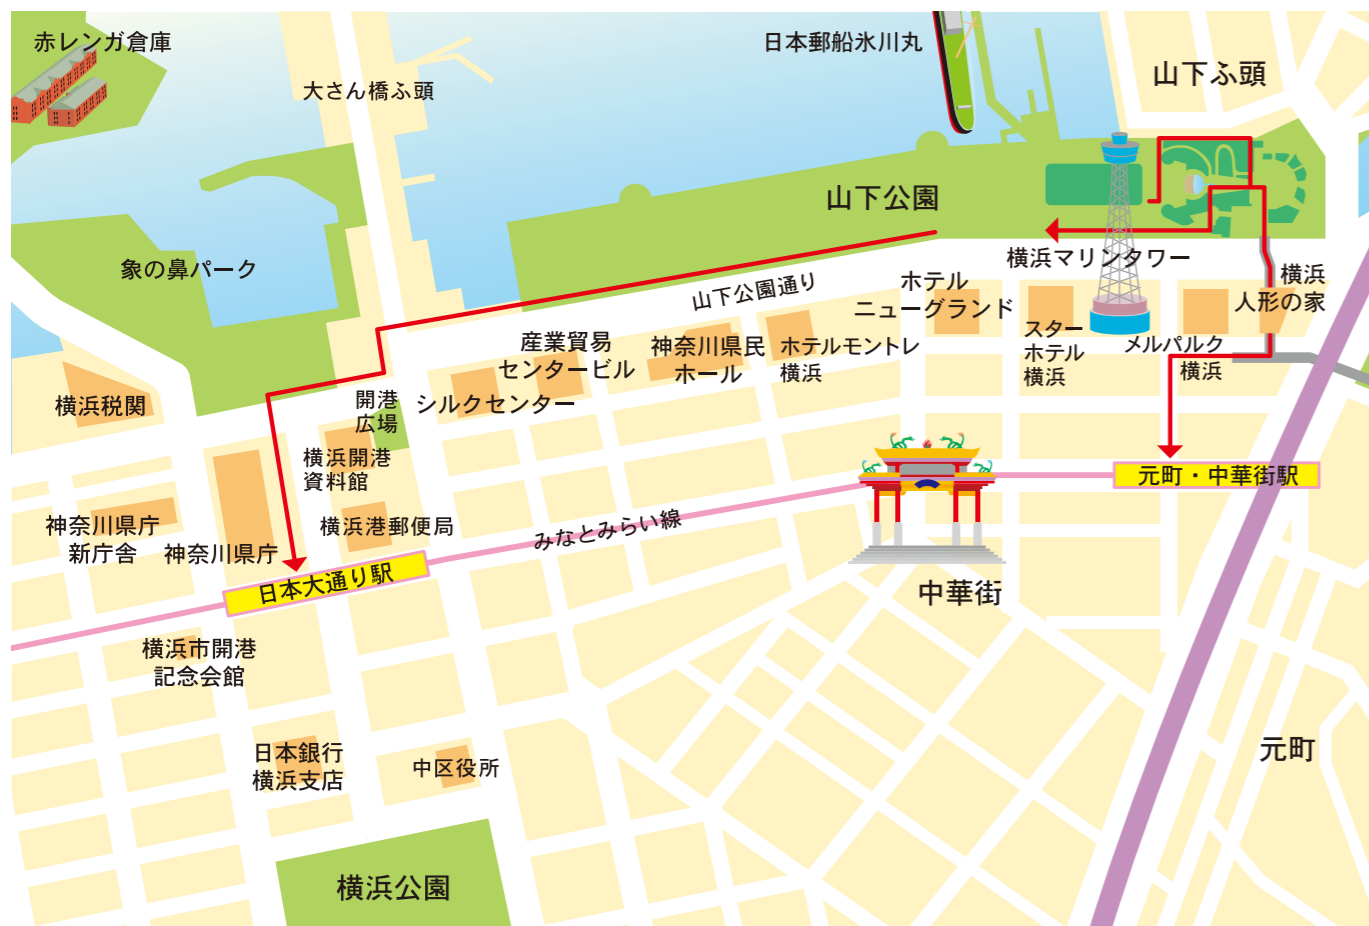 赤レンガ倉庫
大さん橋ふ頭
日本郵船氷川丸
山下ふ頭
山下公園
象の鼻パーク
横浜マリンタワー
山下公園通り
ホテル
ニューグランド
横浜
人形の家
スター
ホテル
横浜
メルパルク
横浜
産業貿易
センタービル
神奈川県民
ホール
ホテルモントレ
横浜
シルクセンター
開港
広場
横浜税関
横浜開港
資料館
神奈川県庁
新庁舎
神奈川県庁
横浜港郵便局
元町・中華街駅
みなとみらい線
日本大通り駅
中華街
横浜市開港
記念会館
日本銀行
横浜支店
中区役所
元町
横浜公園